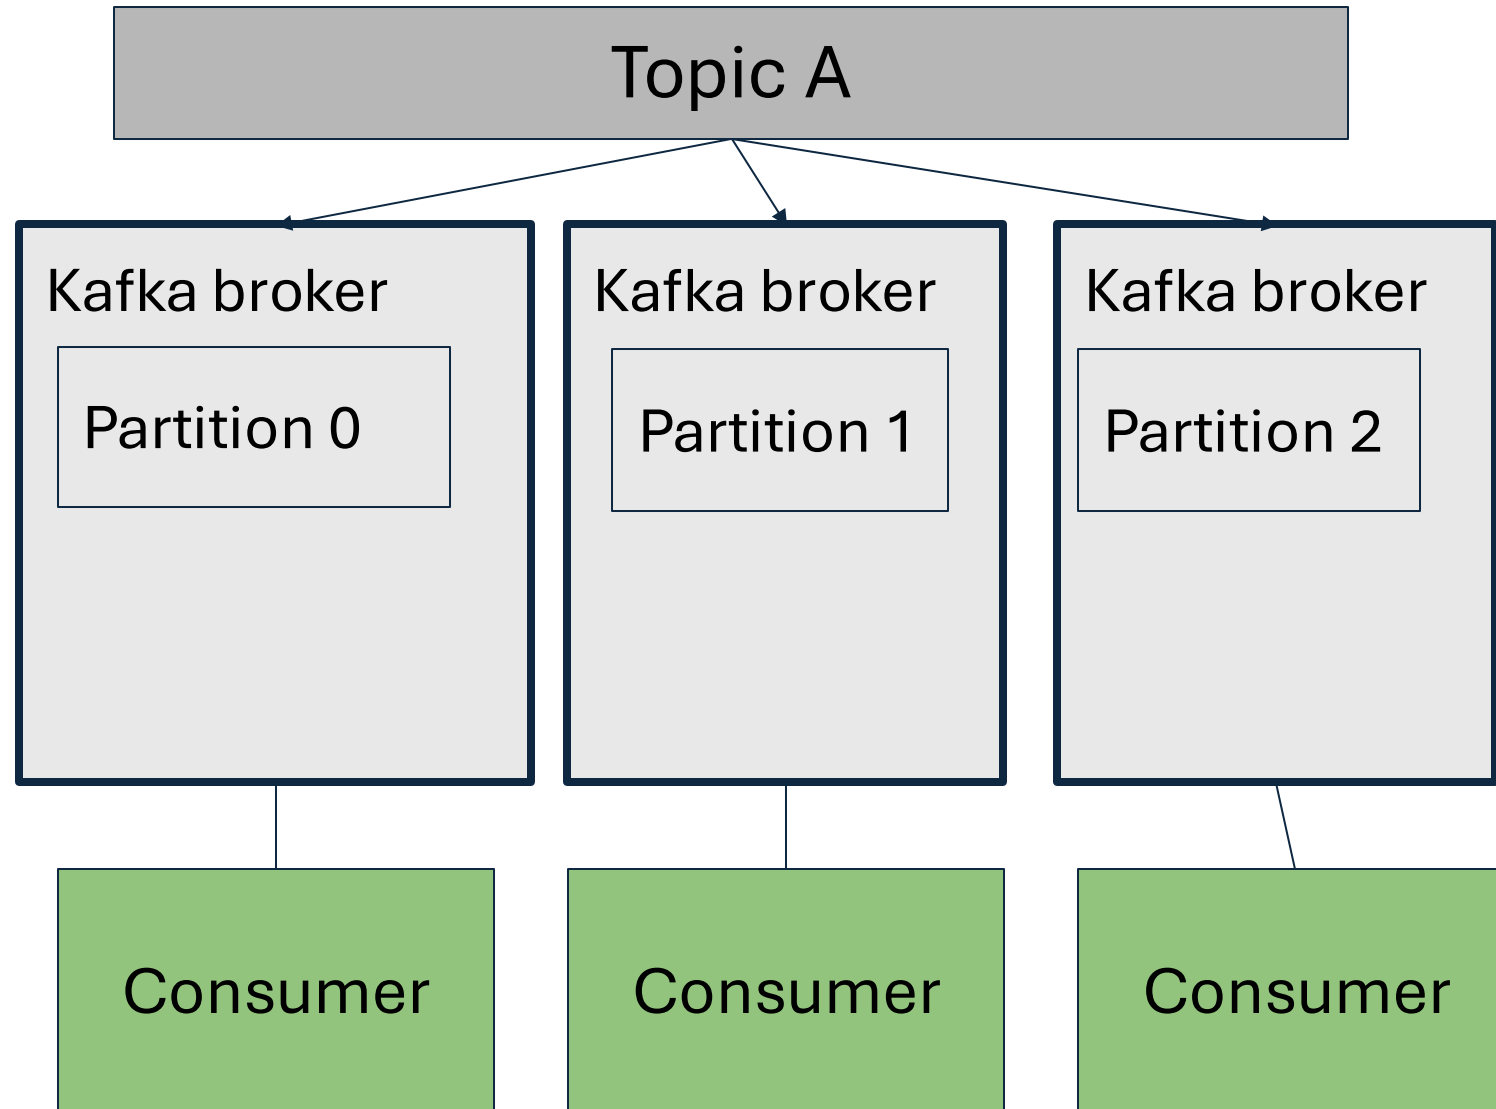 Topic A
Kafka broker
Kafka broker
Kafka broker
Partition 0
Partition 1
Partition 2
Consumer
Consumer
Consumer